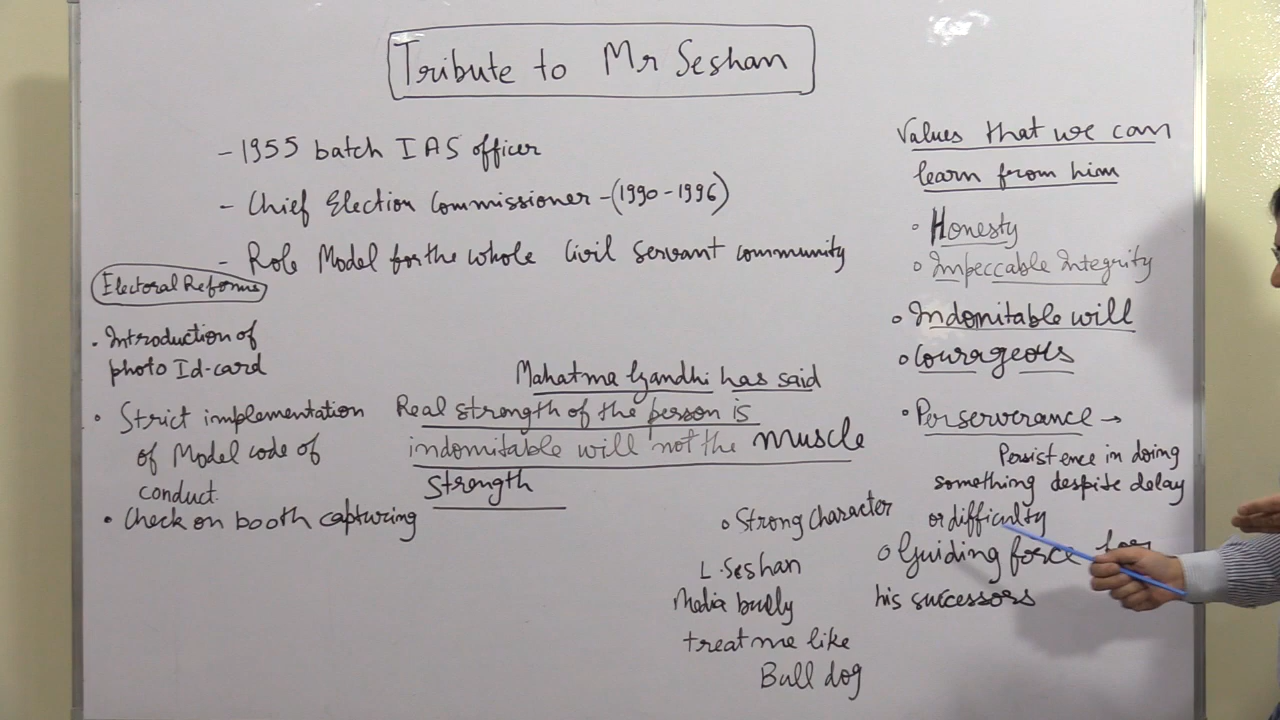 Tribute to Mr Seshan
- 1955 batch IAS officer
- Chief Election Commissioner - (1990-1996)
- Role Model for the whole Civil Servant community
Electoral Reforms
• Introduction of
photo Id-card
• Strict implementation
of Model code of
conduct.
• Check on booth capturing
Mahatma Gandhi has said
Real strength of the person is
indomitable will not the muscle
Strength
Values that we can
learn from him
• Honesty
• Impeccable Integrity
• Indomitable will
• Courageous
• Perserverance →
Persistence in doing
something despite delay
or difficulty
• Strong Character
L. Seshan
Media bully
treat me like
Bull dog
• Guiding force for
his successors